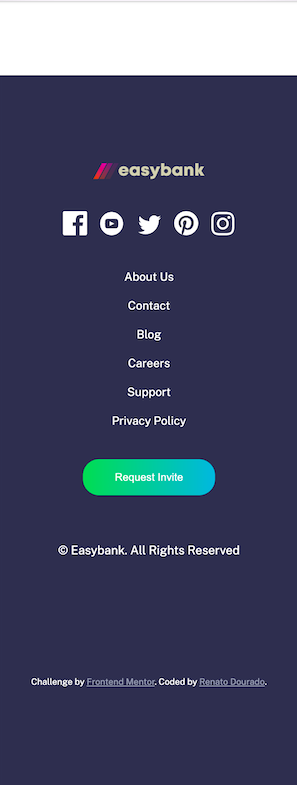 easybank
About Us
Contact
Blog
Careers
Support
Privacy Policy
Request Invite
© Easybank. All Rights Reserved
Challenge by Frontend Mentor. Coded by Renato Dourado.